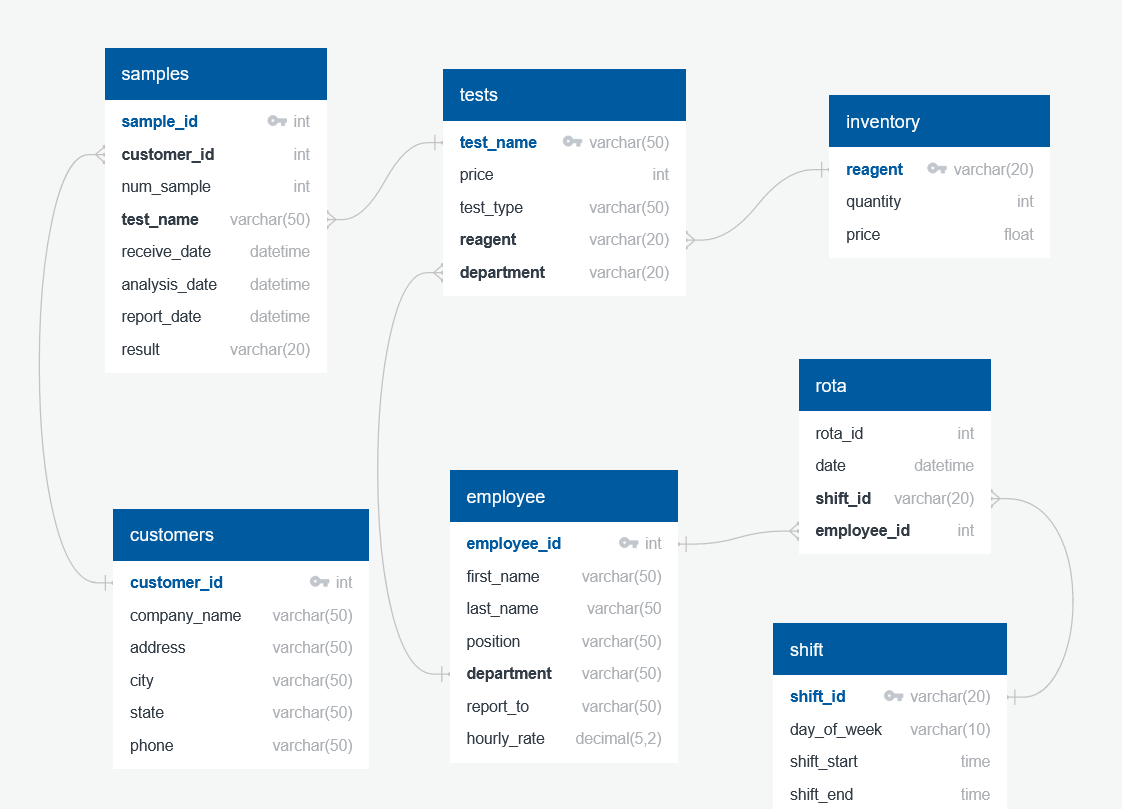 samples
sample_id int
customer_id int
num_sample int
test_name varchar(50)
receive_date datetime
analysis_date datetime
report_date datetime
result varchar(20)
tests
test_name varchar(50)
price int
test_type varchar(50)
reagent varchar(20)
department varchar(20)
inventory
reagent varchar(20)
quantity int
price float
rota
rota_id int
date datetime
shift_id varchar(20)
employee_id int
customers
customer_id int
company_name varchar(50)
address varchar(50)
city varchar(50)
state varchar(50)
phone varchar(50)
employee
employee_id int
first_name varchar(50)
last_name varchar(50
position varchar(50)
department varchar(50)
report_to varchar(50)
hourly_rate decimal(5,2)
shift
shift_id varchar(20)
day_of_week varchar(10)
shift_start time
shift_end time